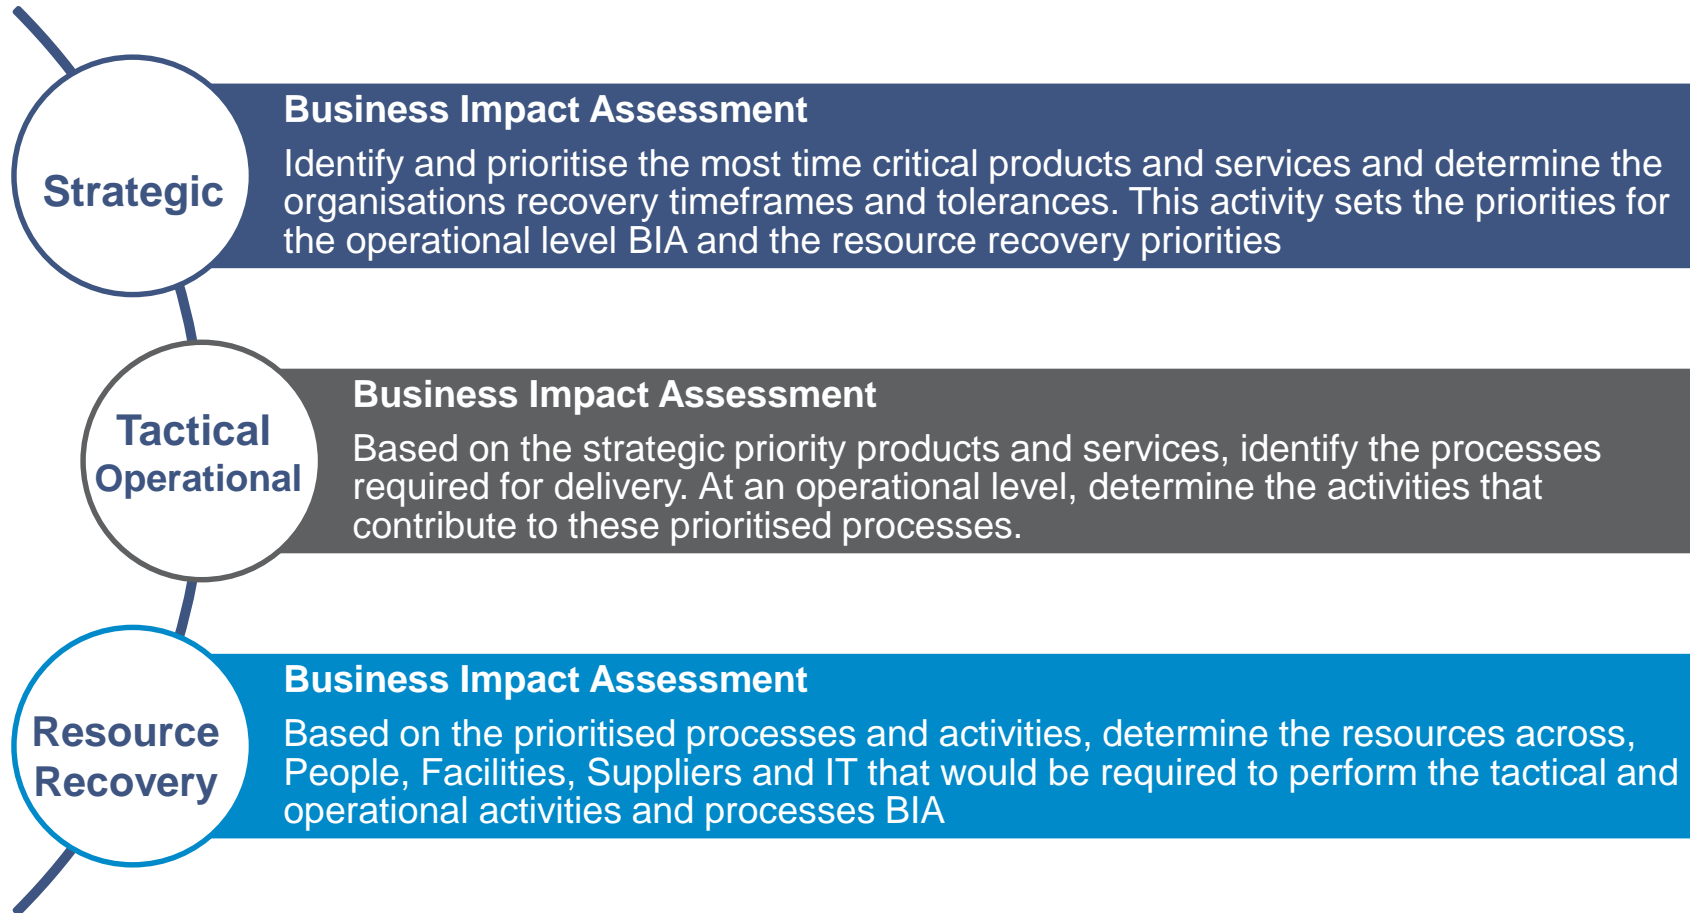 Strategic
Business Impact Assessment
Identify and prioritise the most time critical products and services and determine the
organisations recovery timeframes and tolerances. This activity sets the priorities for
the operational level BIA and the resource recovery priorities
Tactical
Operational
Business Impact Assessment
Based on the strategic priority products and services, identify the processes
required for delivery. At an operational level, determine the activities that
contribute to these prioritised processes.
Resource
Recovery
Business Impact Assessment
Based on the prioritised processes and activities, determine the resources across,
People, Facilities, Suppliers and IT that would be required to perform the tactical and
operational activities and processes BIA